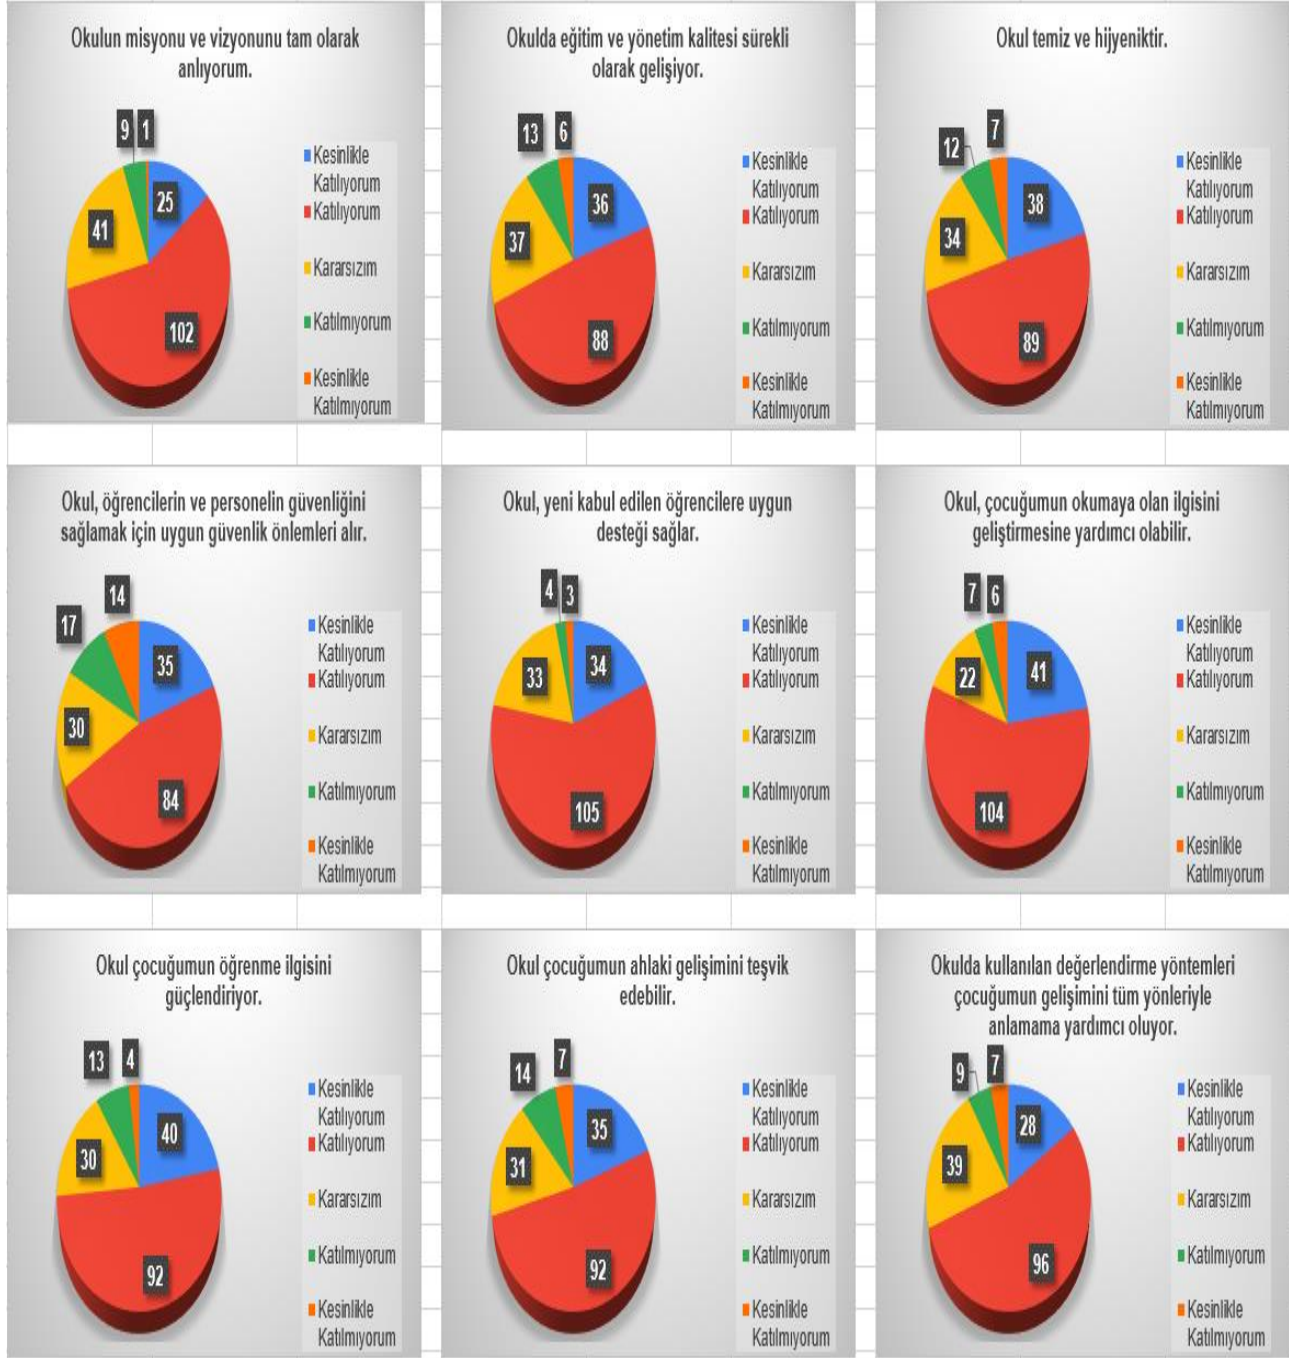 Okulun misyonu ve vizyonunu tam olarak
anlıyorum.
9
1
25
41
102
Kesinlikle
Katılıyorum
Katılıyorum
Kararsızım
Katılmıyorum
Kesinlikle
Katılmıyorum
Okulda eğitim ve yönetim kalitesi sürekli
olarak gelişiyor.
13
6
36
37
88
Kesinlikle
Katılıyorum
Katılıyorum
Kararsızım
Katılmıyorum
Kesinlikle
Katılmıyorum
Okul temiz ve hijyeniktir.
12
7
38
34
89
Kesinlikle
Katılıyorum
Katılıyorum
Kararsızım
Katılmıyorum
Kesinlikle
Katılmıyorum
Okul, öğrencilerin ve personelin güvenliğini
sağlamak için uygun güvenlik önlemleri alır.
17
14
35
30
84
Kesinlikle
Katılıyorum
Katılıyorum
Kararsızım
Katılmıyorum
Kesinlikle
Katılmıyorum
Okul, yeni kabul edilen öğrencilere uygun
desteği sağlar.
4
3
34
33
105
Kesinlikle
Katılıyorum
Katılıyorum
Kararsızım
Katılmıyorum
Kesinlikle
Katılmıyorum
Okul, çocuğumun okumaya olan ilgisini
geliştirmesine yardımcı olabilir.
7
6
41
22
104
Kesinlikle
Katılıyorum
Katılıyorum
Kararsızım
Katılmıyorum
Kesinlikle
Katılmıyorum
Okul çocuğumun öğrenme ilgisini
güçlendiriyor.
13
4
40
30
92
Kesinlikle
Katılıyorum
Katılıyorum
Kararsızım
Katılmıyorum
Kesinlikle
Katılmıyorum
Okul çocuğumun ahlaki gelişimini teşvik
edebilir.
14
7
35
31
92
Kesinlikle
Katılıyorum
Katılıyorum
Kararsızım
Katılmıyorum
Kesinlikle
Katılmıyorum
Okulda kullanılan değerlendirme yöntemleri
çocuğumun gelişimini tüm yönleriyle
anlamama yardımcı oluyor.
9
7
28
39
96
Kesinlikle
Katılıyorum
Katılıyorum
Kararsızım
Katılmıyorum
Kesinlikle
Katılmıyorum